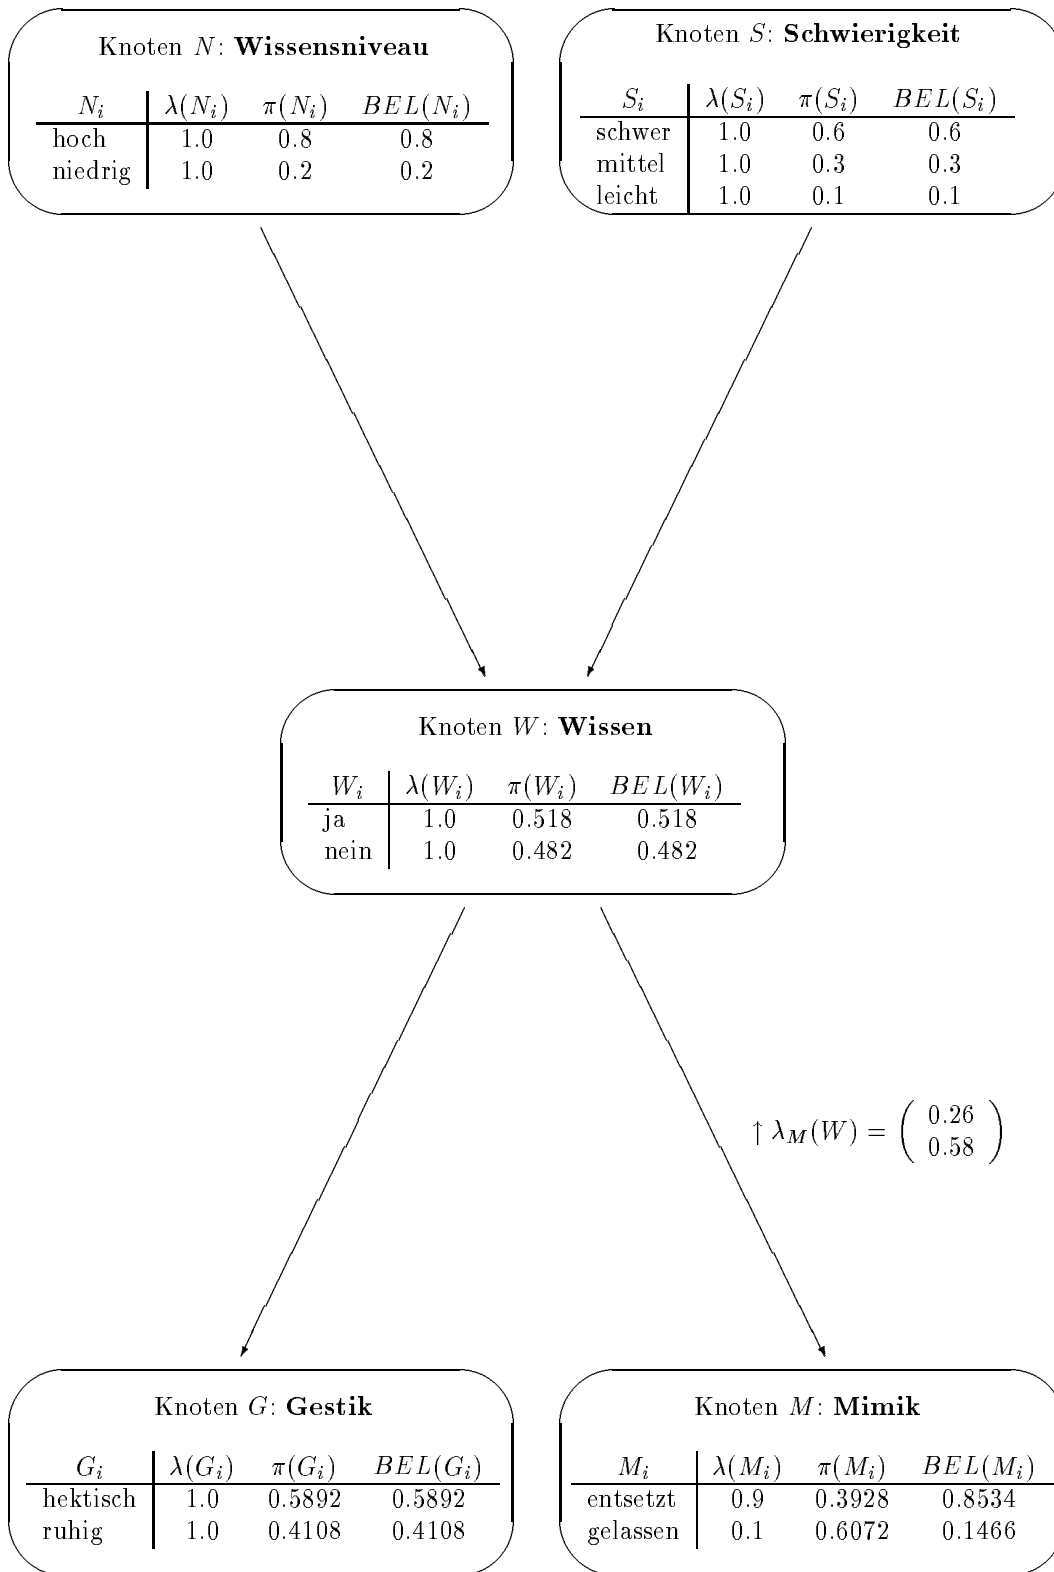 Knoten N: Wissensniveau
N_i λ(N_i) π(N_i) BEL(N_i)
hoch 1.0 0.8 0.8
niedrig 1.0 0.2 0.2
Knoten S: Schwierigkeit
S_i λ(S_i) π(S_i) BEL(S_i)
schwer 1.0 0.6 0.6
mittel 1.0 0.3 0.3
leicht 1.0 0.1 0.1
Knoten W: Wissen
W_i λ(W_i) π(W_i) BEL(W_i)
ja 1.0 0.518 0.518
nein 1.0 0.482 0.482
↑ λ_M(W) = ( 0.26
0.58 )
Knoten G: Gestik
G_i λ(G_i) π(G_i) BEL(G_i)
hektisch 1.0 0.5892 0.5892
ruhig 1.0 0.4108 0.4108
Knoten M: Mimik
M_i λ(M_i) π(M_i) BEL(M_i)
entsetzt 0.9 0.3928 0.8534
gelassen 0.1 0.6072 0.1466